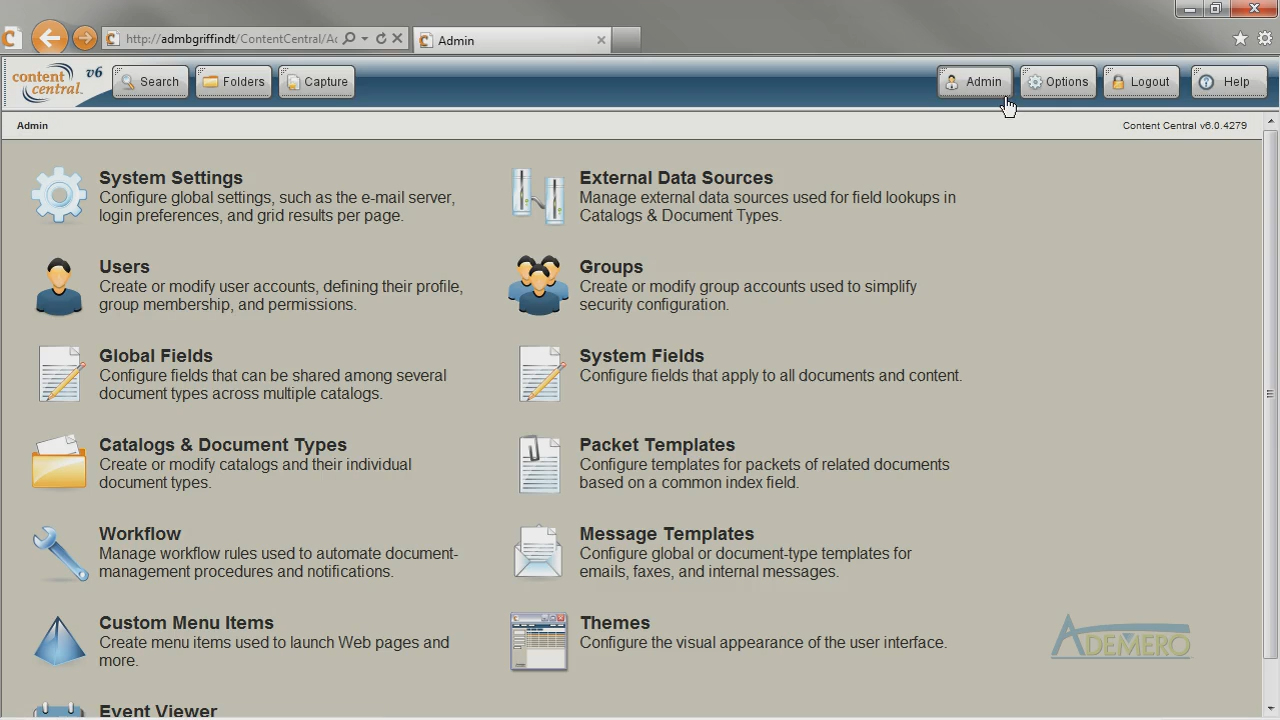 http://admbgriffindt/ContentCentral/Ac
Admin
content central. v6
Search
Folders
Capture
Admin
Options
Logout
Help
Admin
Content Central v6.0.4279
System Settings
Configure global settings, such as the e-mail server,
login preferences, and grid results per page.
External Data Sources
Manage external data sources used for field lookups in
Catalogs & Document Types.
Users
Create or modify user accounts, defining their profile,
group membership, and permissions.
Groups
Create or modify group accounts used to simplify
security configuration.
Global Fields
Configure fields that can be shared among several
document types across multiple catalogs.
System Fields
Configure fields that apply to all documents and content.
Catalogs & Document Types
Create or modify catalogs and their individual
document types.
Packet Templates
Configure templates for packets of related documents
based on a common index field.
Workflow
Manage workflow rules used to automate document-
management procedures and notifications.
Message Templates
Configure global or document-type templates for
emails, faxes, and internal messages.
Custom Menu Items
Create menu items used to launch Web pages and
more.
Themes
Configure the visual appearance of the user interface.
ADEMERO
Event Viewer